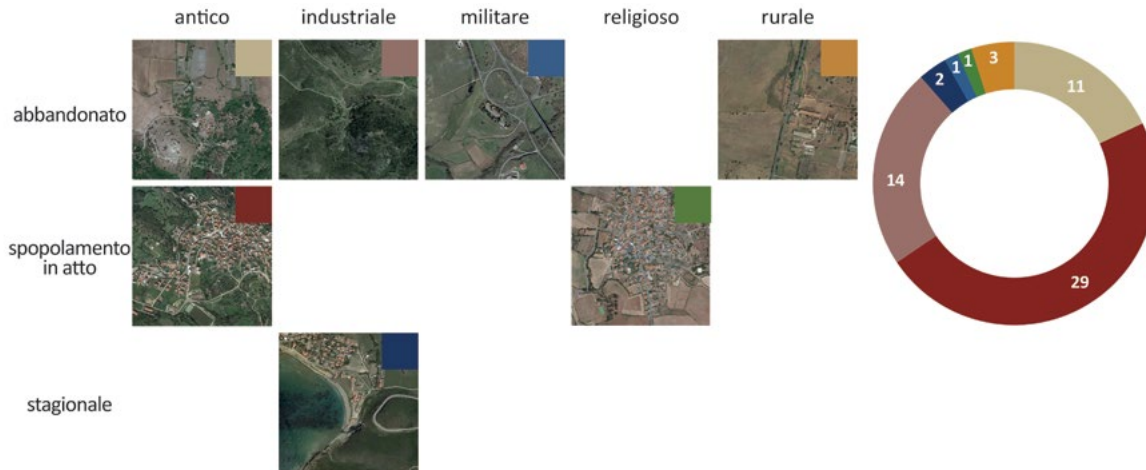 antico industriale militare religioso rurale
abbandonato
spopolamento
in atto
stagionale
2 1 1 3
11
14
29